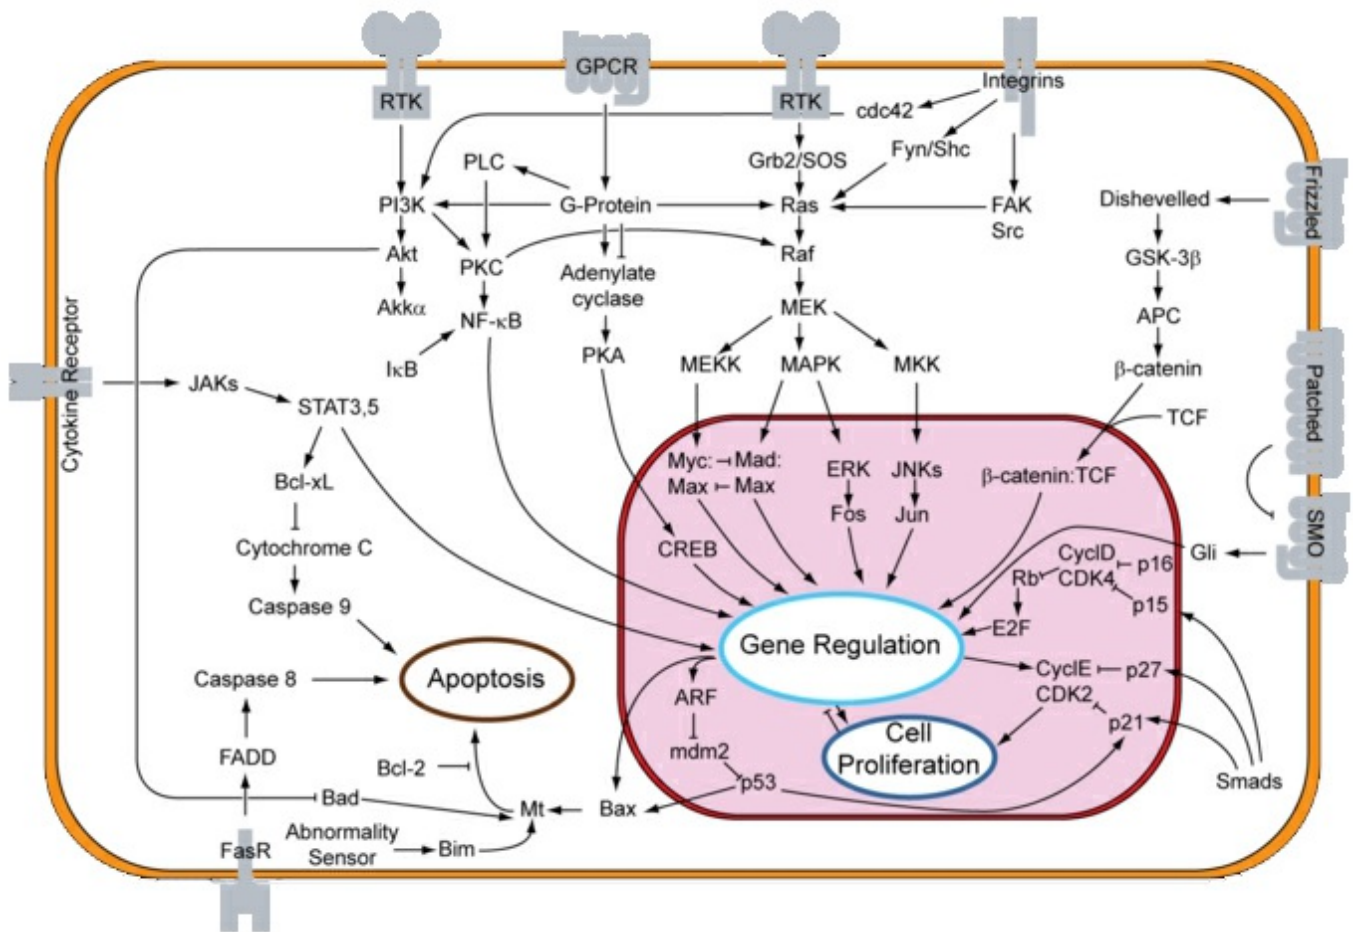 RTK
GPCR
RTK
Integrins
cdc42
Fyn/Shc
PLC
Grb2/SOS
PI3K
G-Protein
Ras
FAK
Src
Dishevelled
Frizzled
Akt
PKC
Adenylate
cyclase
Raf
GSK-3β
Akkα
NF-κB
MEK
APC
IκB
PKA
MEKK
MAPK
MKK
β-catenin
Cytokine Receptor
JAKs
STAT3,5
TCF
Patched
Bcl-xL
Myc:
Mad:
Max
Max
ERK
JNKs
β-catenin:TCF
Fos
Jun
SMO
Cytochrome C
CREB
CyclD
p16
Gli
Rb
CDK4
p15
Caspase 9
E2F
Gene Regulation
Caspase 8
Apoptosis
ARF
CyclE
p27
CDK2
p21
FADD
mdm2
Cell
Proliferation
Bcl-2
p53
Smads
Bad
Mt
Bax
Abnormality
Sensor
Bim
FasR